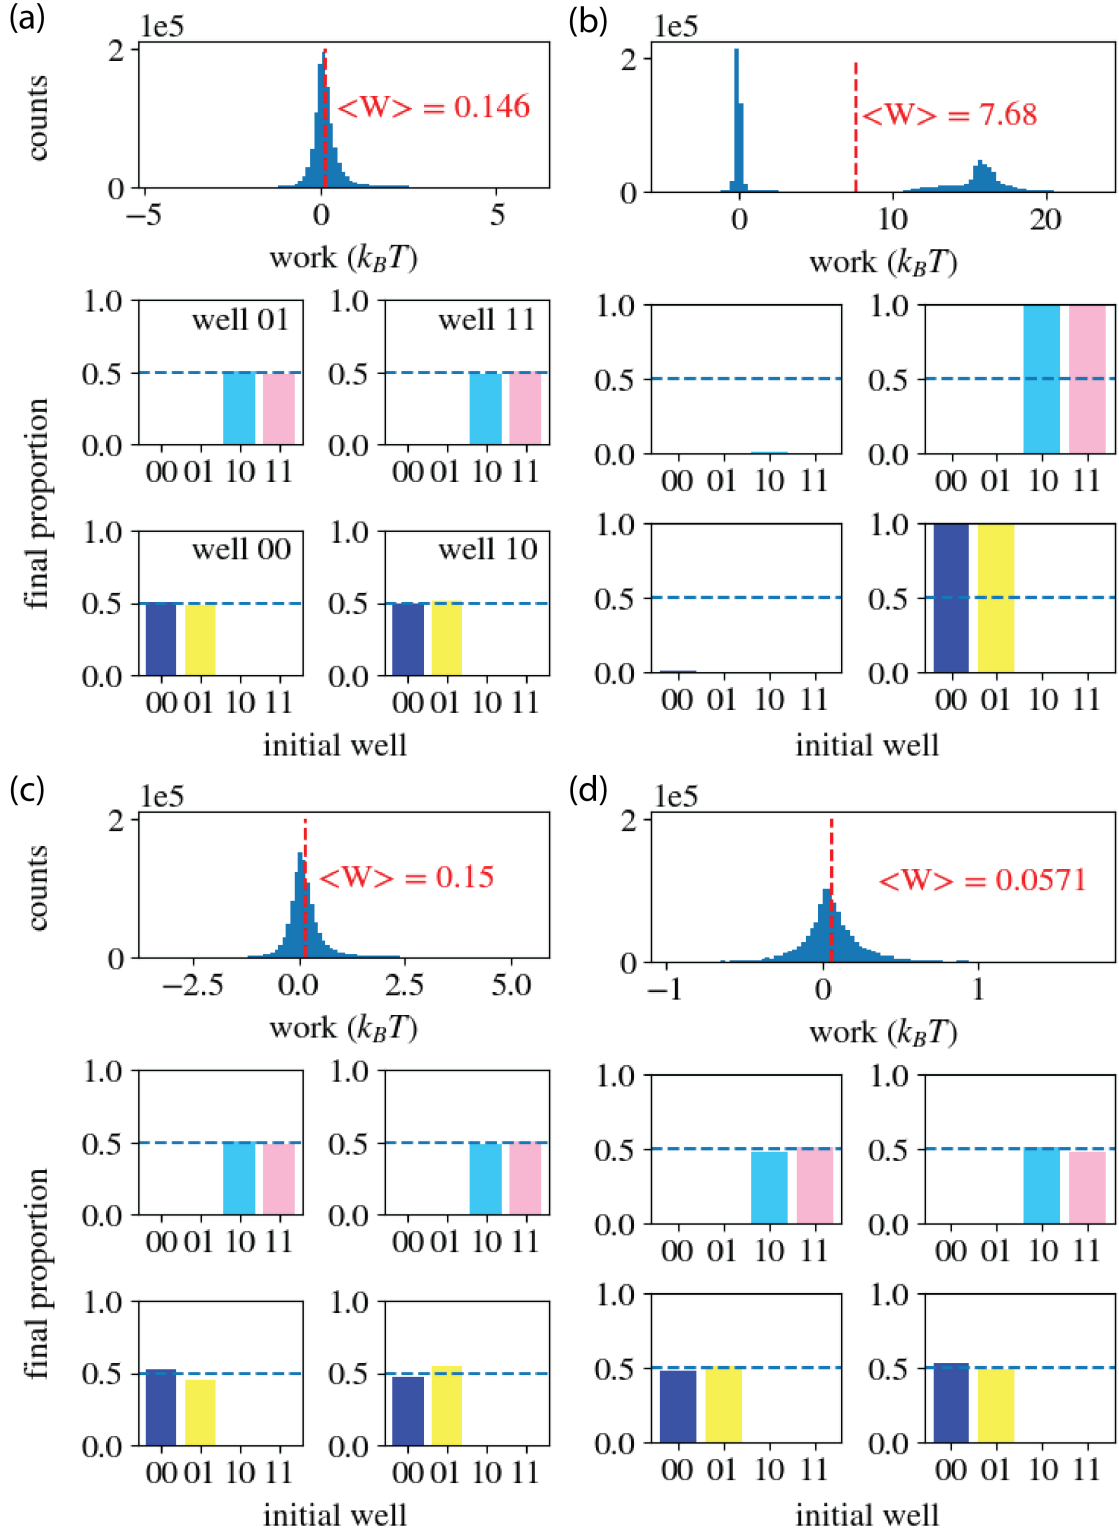 (a)
1e5
2
0
counts
<W> = 0.146
−5 0 5
work (k_BT)
1.0
0.5
0.0
well 01
00 01 10 11
1.0
0.5
0.0
well 11
00 01 10 11
final proportion
1.0
0.5
0.0
well 00
00 01 10 11
1.0
0.5
0.0
well 10
00 01 10 11
initial well
(b)
1e5
2
0
<W> = 7.68
0 10 20
work (k_BT)
1.0
0.5
0.0
00 01 10 11
1.0
0.5
0.0
00 01 10 11
1.0
0.5
0.0
00 01 10 11
1.0
0.5
0.0
00 01 10 11
initial well
(c)
1e5
2
0
counts
<W> = 0.15
−2.5 0.0 2.5 5.0
work (k_BT)
1.0
0.5
0.0
00 01 10 11
1.0
0.5
0.0
00 01 10 11
final proportion
1.0
0.5
0.0
00 01 10 11
1.0
0.5
0.0
00 01 10 11
initial well
(d)
1e5
2
0
<W> = 0.0571
−1 0 1
work (k_BT)
1.0
0.5
0.0
00 01 10 11
1.0
0.5
0.0
00 01 10 11
1.0
0.5
0.0
00 01 10 11
1.0
0.5
0.0
00 01 10 11
initial well